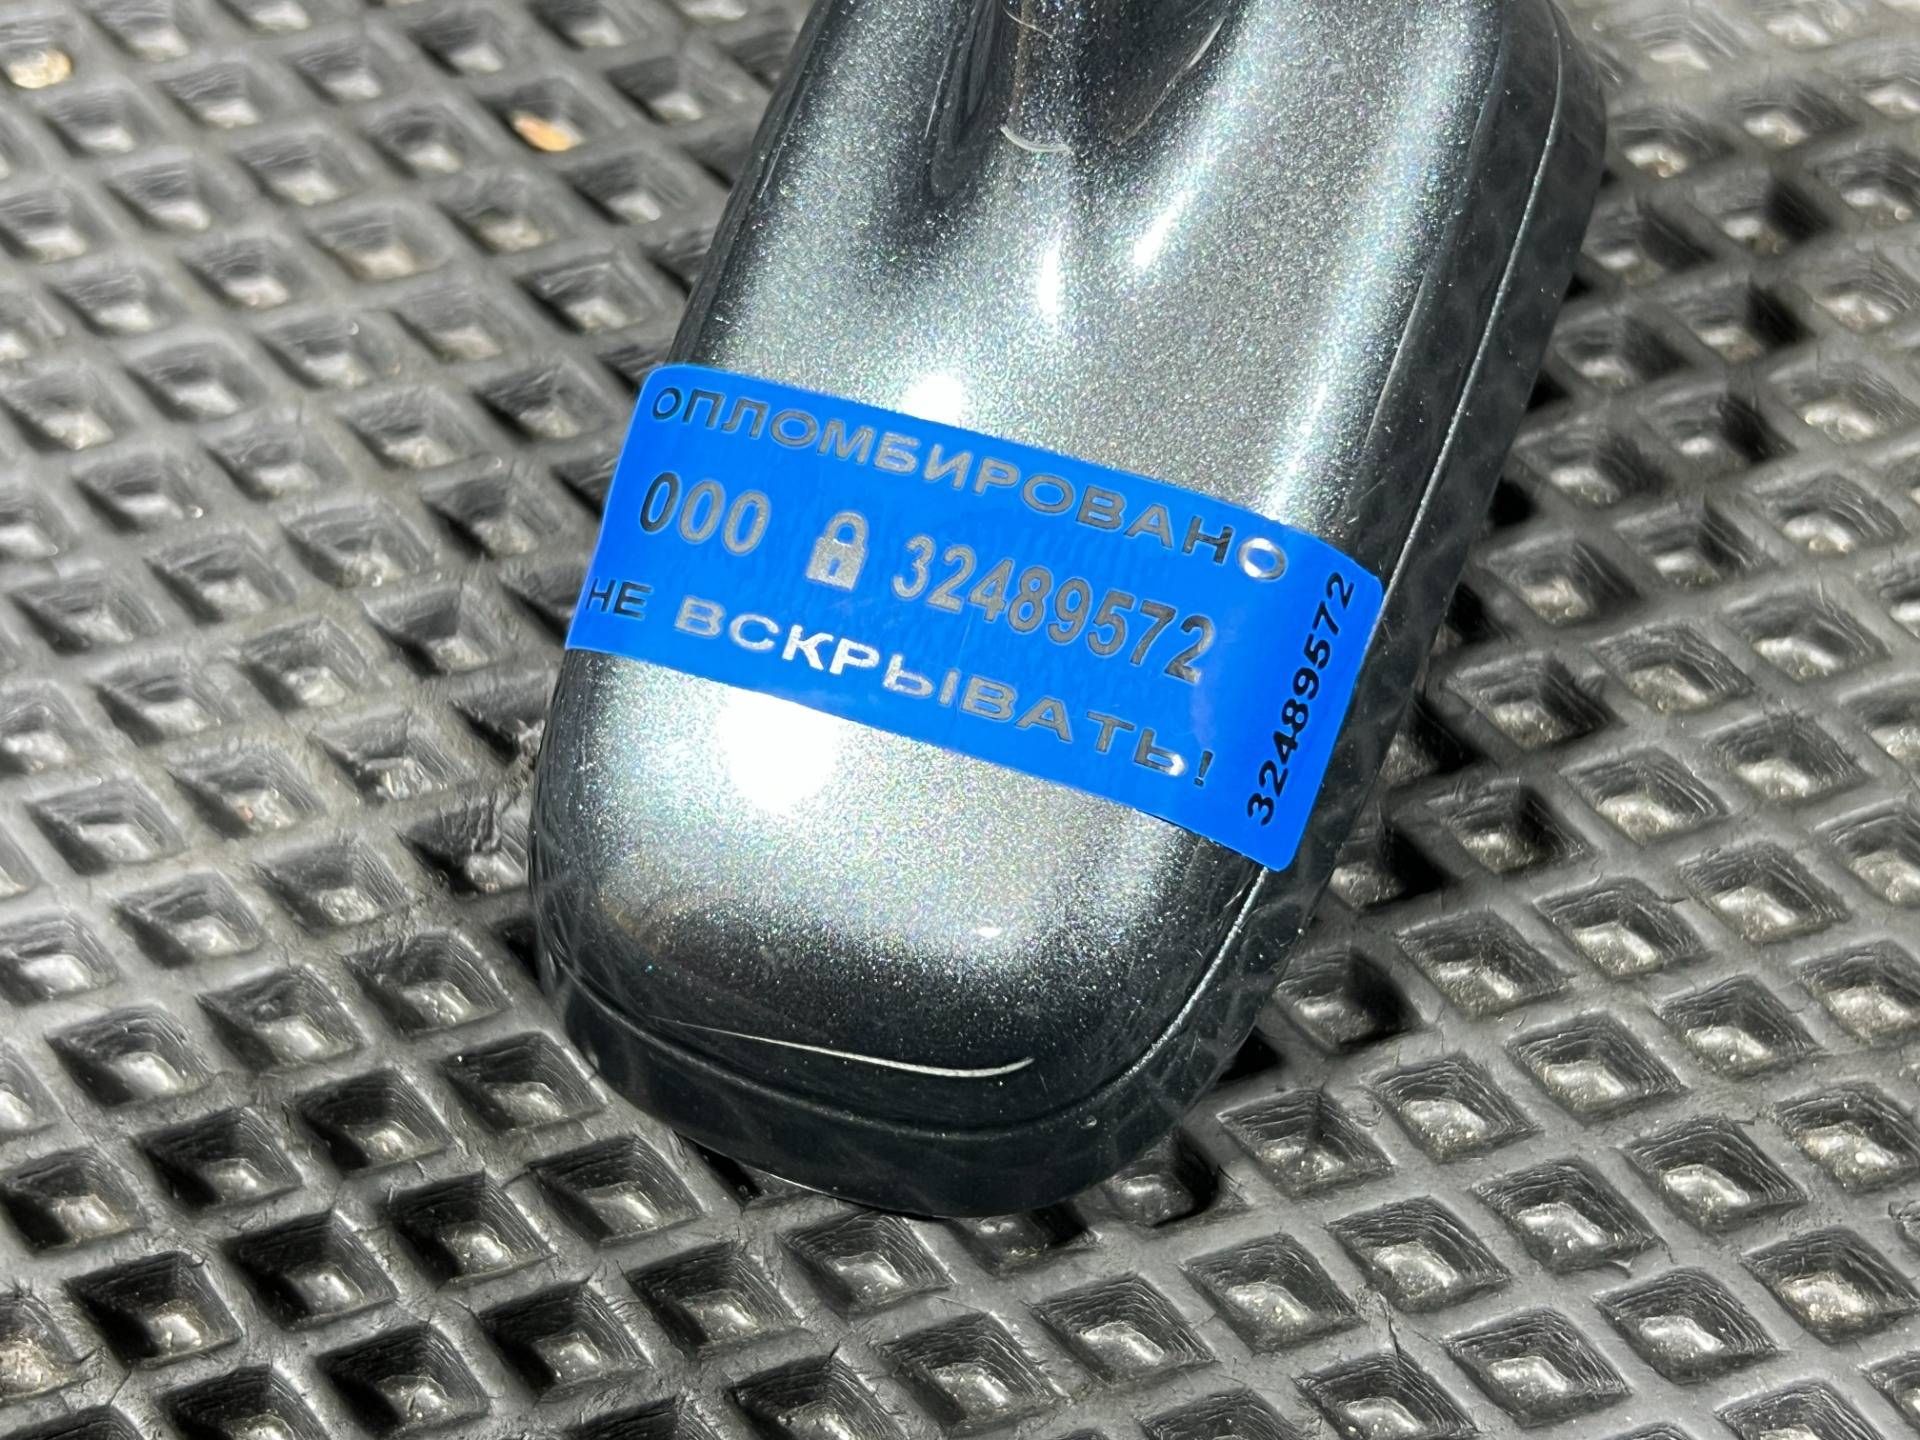 ОПЛОМБИРОВАНО
000 🔒 32489572
НЕ ВСКРЫВАТЬ!
32489572